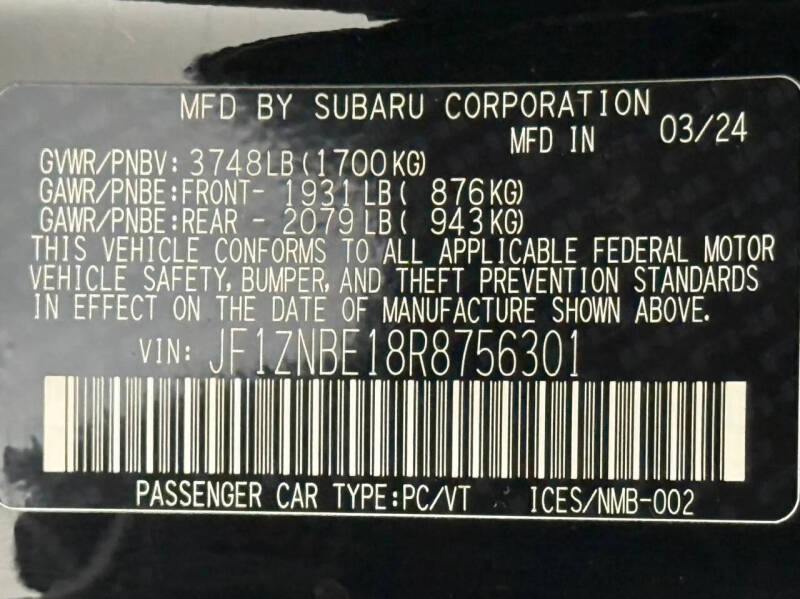 MFD BY SUBARU CORPORATION
MFD IN 03/24
GVWR/PNBV: 3748LB(1700KG)
GAWR/PNBE:FRONT- 1931LB( 876KG)
GAWR/PNBE:REAR - 2079LB( 943KG)
THIS VEHICLE CONFORMS TO ALL APPLICABLE FEDERAL MOTOR
VEHICLE SAFETY, BUMPER, AND THEFT PREVENTION STANDARDS
IN EFFECT ON THE DATE OF MANUFACTURE SHOWN ABOVE.
VIN: JF1ZNBE18R8756301
PASSENGER CAR TYPE:PC/VT ICES/NMB-002